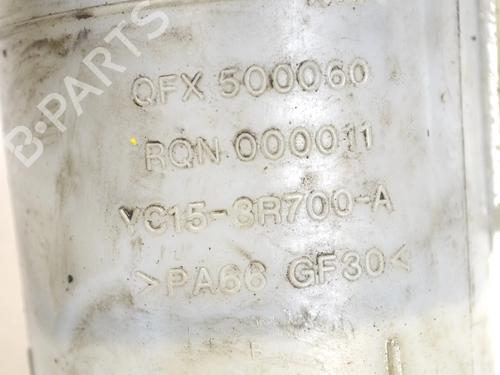 B-PARTS
QFX 500060
RQN 000011
YC15-3R700-A
>PA66 GF30<